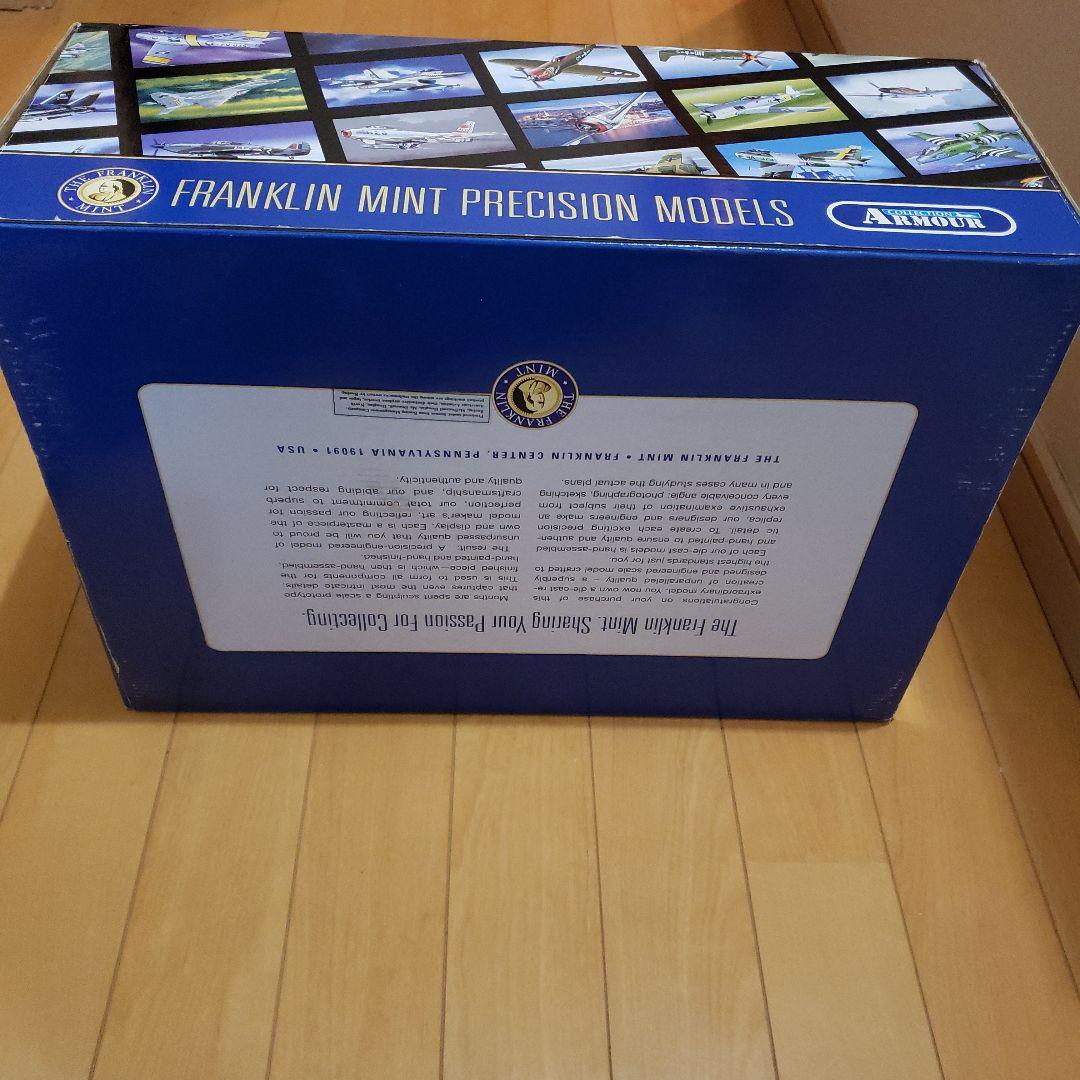 THE FRANKLIN MINT
FRANKLIN MINT PRECISION MODELS
COLLECTION
ARMOUR
The Franklin Mint. Sharing Your Passion For Collecting.
Congratulations on your purchase of this
extraordinary model. You now own a die-cast re-
creation of unparalleled quality – a superbly
designed and engineered scale model crafted to
the highest standards just for you.
Each of our die-cast models is hand-assembled
and hand-painted to ensure quality and authen-
tic detail. To create each exciting precision
replica, our designers and engineers make an
exhaustive examination of their subject from
every conceivable angle: photographing, sketching
and in many cases studying the actual plans.
Months are spent sculpting a scale prototype
that captures even the most intricate details.
This is used to form all components for the
finished piece—which is then hand-assembled,
hand-painted and hand-finished.
The result: A precision-engineered model of
unsurpassed quality that you will be proud to
own and display. Each is a masterpiece of the
model maker's art, reflecting our passion for
perfection, our total commitment to superb
craftsmanship, and our abiding respect for
quality and authenticity.
THE FRANKLIN MINT • FRANKLIN CENTER, PENNSYLVANIA 19091 • USA
THE FRANKLIN MINT